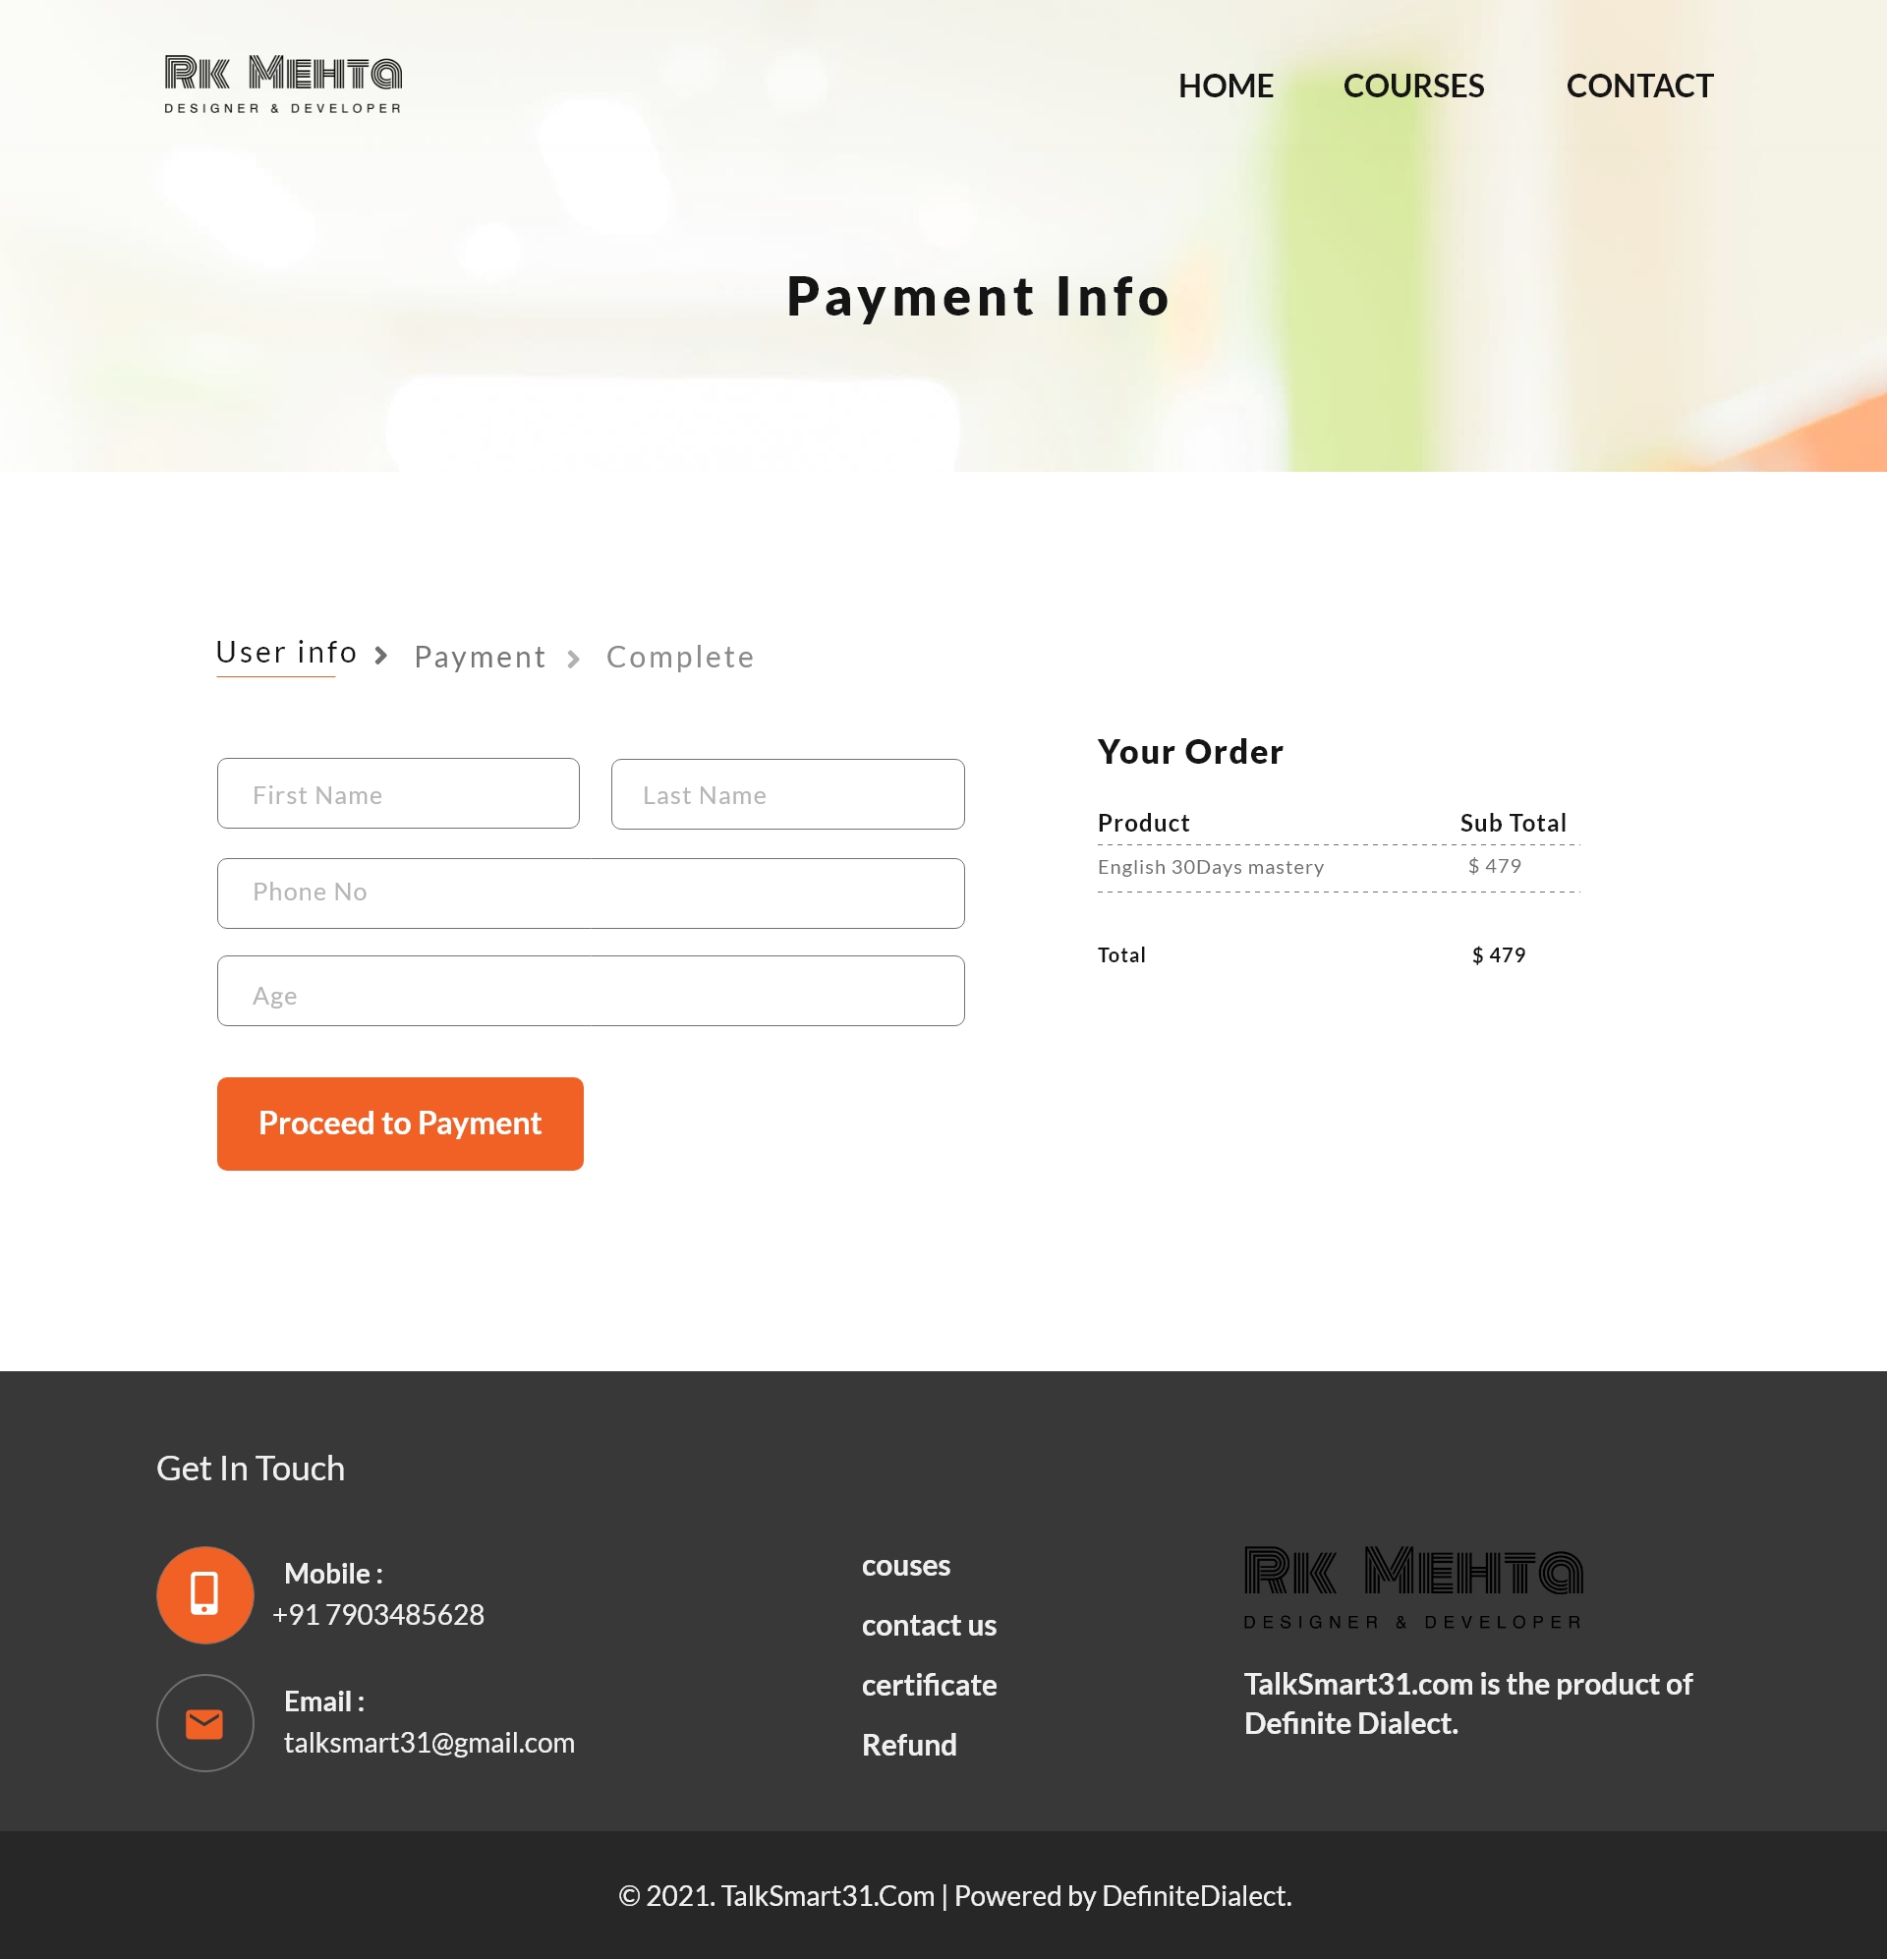 RK MEHTA
DESIGNER & DEVELOPER
HOME COURSES CONTACT
Payment Info
User info Payment Complete
First Name Last Name
Phone No
Age
Proceed to Payment
Your Order
Product Sub Total
English 30Days mastery $ 479
Total $ 479
Get In Touch
Mobile :
+91 7903485628
Email :
talksmart31@gmail.com
couses
contact us
certificate
Refund
RK MEHTA
DESIGNER & DEVELOPER
TalkSmart31.com is the product of
Definite Dialect.
© 2021. TalkSmart31.Com | Powered by DefiniteDialect.